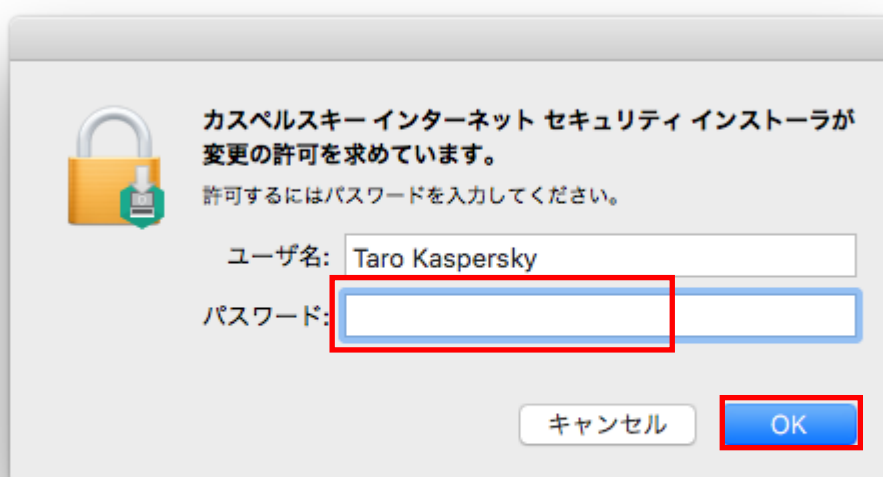 カスペルスキー インターネット セキュリティ インストーラが
変更の許可を求めています。
許可するにはパスワードを入力してください。
ユーザ名: Taro Kaspersky
パスワード:
キャンセル OK